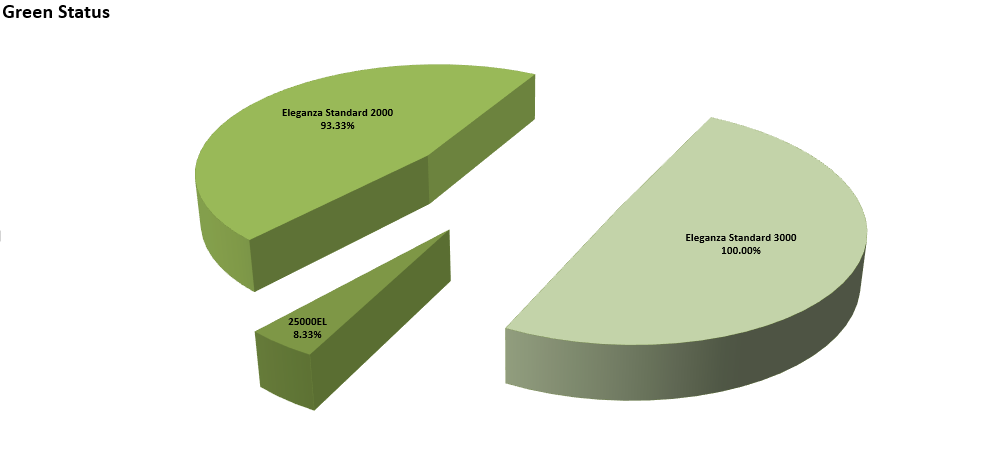 Green Status
Eleganza Standard 2000
93.33%
Eleganza Standard 3000
100.00%
25000EL
8.33%